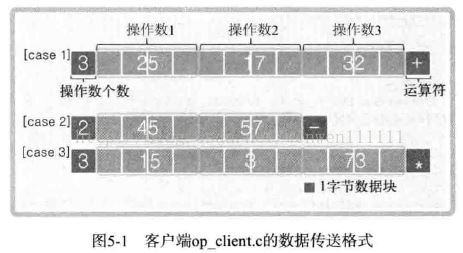 操作数1 操作数2 操作数3
[case 1] 3 25 17 32 +
操作数个数 运算符
[case 2] 2 45 57 -
[case 3] 3 15 3 73 *
1字节数据块
图5-1 客户端op_client.c的数据传送格式